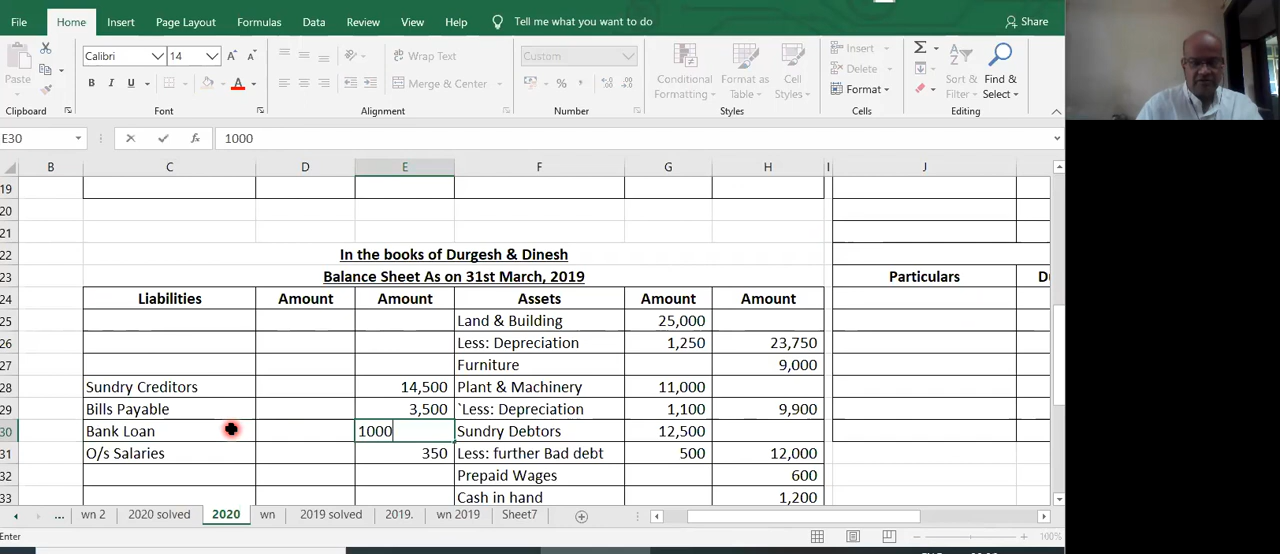 File Home Insert Page Layout Formulas Data Review View Help Tell me what you want to do Share
Calibri 14 Wrap Text Custom Insert Σ
Paste B I U A Merge & Center % , Delete
Conditional Formatting Format as Table Cell Styles Format Sort & Filter Find & Select
Clipboard Font Alignment Number Styles Cells Editing
E30 fx 1000
B C D E F G H I J
19
20
21
22 In the books of Durgesh & Dinesh
23 Balance Sheet As on 31st March, 2019 Particulars D
24 Liabilities Amount Amount Assets Amount Amount
25 Land & Building 25,000
26 Less: Depreciation 1,250 23,750
27 Furniture 9,000
28 Sundry Creditors 14,500 Plant & Machinery 11,000
29 Bills Payable 3,500 `Less: Depreciation 1,100 9,900
30 Bank Loan 1000 Sundry Debtors 12,500
31 O/s Salaries 350 Less: further Bad debt 500 12,000
32 Prepaid Wages 600
33 Cash in hand 1,200
... wn 2 2020 solved 2020 wn 2019 solved 2019. wn 2019 Sheet7
Enter 100%